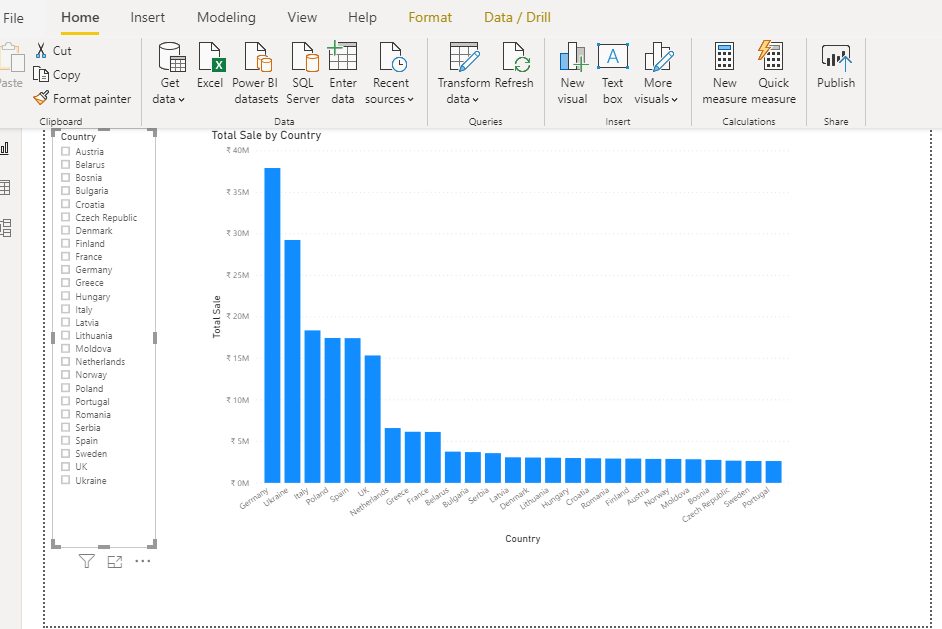 File Home Insert Modeling View Help Format Data / Drill
Paste
Cut
Copy
Format painter
Get data
Excel
Power BI datasets
SQL Server
Enter data
Recent sources
Transform data
Refresh
New visual
A
Text box
More visuals
New measure
Quick measure
Publish
Clipboard Data Queries Insert Calculations Share
Country
Austria
Belarus
Bosnia
Bulgaria
Croatia
Czech Republic
Denmark
Finland
France
Germany
Greece
Hungary
Italy
Latvia
Lithuania
Moldova
Netherlands
Norway
Poland
Portugal
Romania
Serbia
Spain
Sweden
UK
Ukraine
Total Sale by Country
₹ 40M
₹ 35M
₹ 30M
₹ 25M
₹ 20M
₹ 15M
₹ 10M
₹ 5M
₹ 0M
Total Sale
Germany
Ukraine
Italy
Poland
Spain
UK
Netherlands
Greece
France
Belarus
Bulgaria
Serbia
Latvia
Denmark
Lithuania
Hungary
Croatia
Romania
Finland
Austria
Norway
Moldova
Bosnia
Czech Republic
Sweden
Portugal
Country